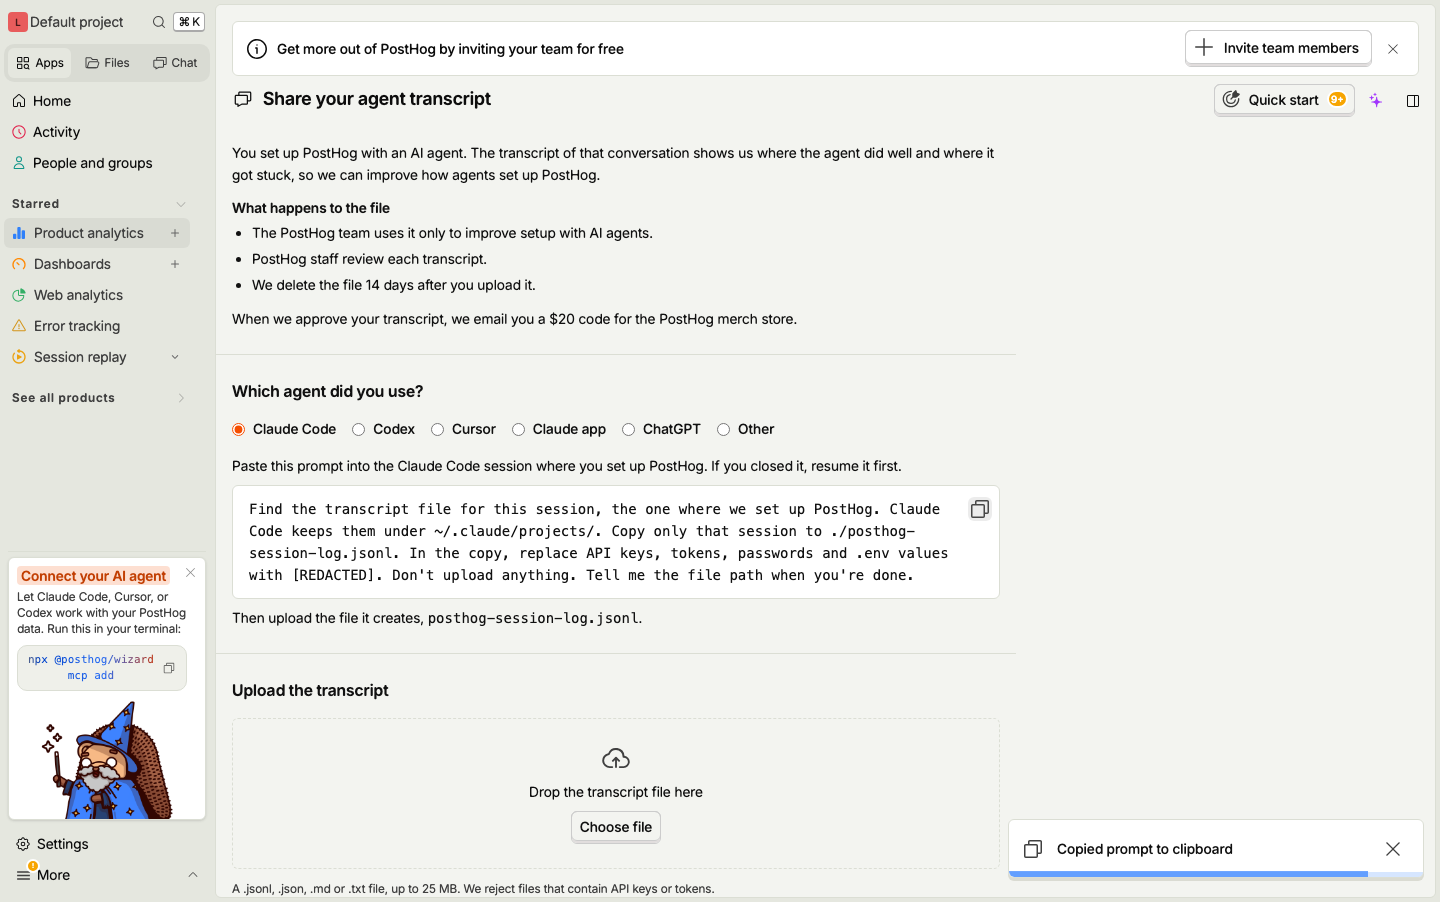 L Default project ⌘ K
Apps Files Chat
Home
Activity
People and groups
Starred
Product analytics
Dashboards
Web analytics
Error tracking
Session replay
See all products
Connect your AI agent
Let Claude Code, Cursor, or
Codex work with your PostHog
data. Run this in your terminal:
npx @posthog/wizard
mcp add
Settings
More
Get more out of PostHog by inviting your team for free
Invite team members
Share your agent transcript
Quick start 9+
You set up PostHog with an AI agent. The transcript of that conversation shows us where the agent did well and where it
got stuck, so we can improve how agents set up PostHog.
What happens to the file
• The PostHog team uses it only to improve setup with AI agents.
• PostHog staff review each transcript.
• We delete the file 14 days after you upload it.
When we approve your transcript, we email you a $20 code for the PostHog merch store.
Which agent did you use?
Claude Code Codex Cursor Claude app ChatGPT Other
Paste this prompt into the Claude Code session where you set up PostHog. If you closed it, resume it first.
Find the transcript file for this session, the one where we set up PostHog. Claude
Code keeps them under ~/.claude/projects/. Copy only that session to ./posthog-
session-log.jsonl. In the copy, replace API keys, tokens, passwords and .env values
with [REDACTED]. Don't upload anything. Tell me the file path when you're done.
Then upload the file it creates, posthog-session-log.jsonl.
Upload the transcript
Drop the transcript file here
Choose file
A .jsonl, .json, .md or .txt file, up to 25 MB. We reject files that contain API keys or tokens.
Copied prompt to clipboard